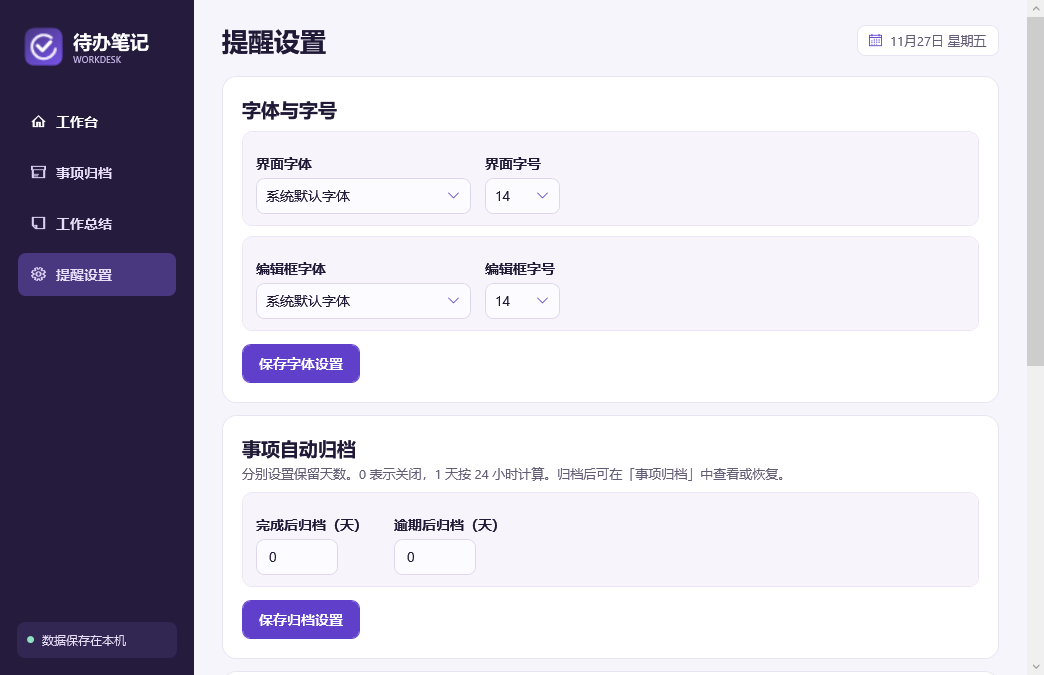 待办笔记
WORKDESK
工作台
事项归档
工作总结
提醒设置
数据保存在本机
提醒设置
11月27日 星期五
字体与字号
界面字体
界面字号
系统默认字体
14
编辑框字体
编辑框字号
系统默认字体
14
保存字体设置
事项自动归档
分别设置保留天数。0 表示关闭，1 天按 24 小时计算。归档后可在「事项归档」中查看或恢复。
完成后归档（天）
逾期后归档（天）
0
0
保存归档设置